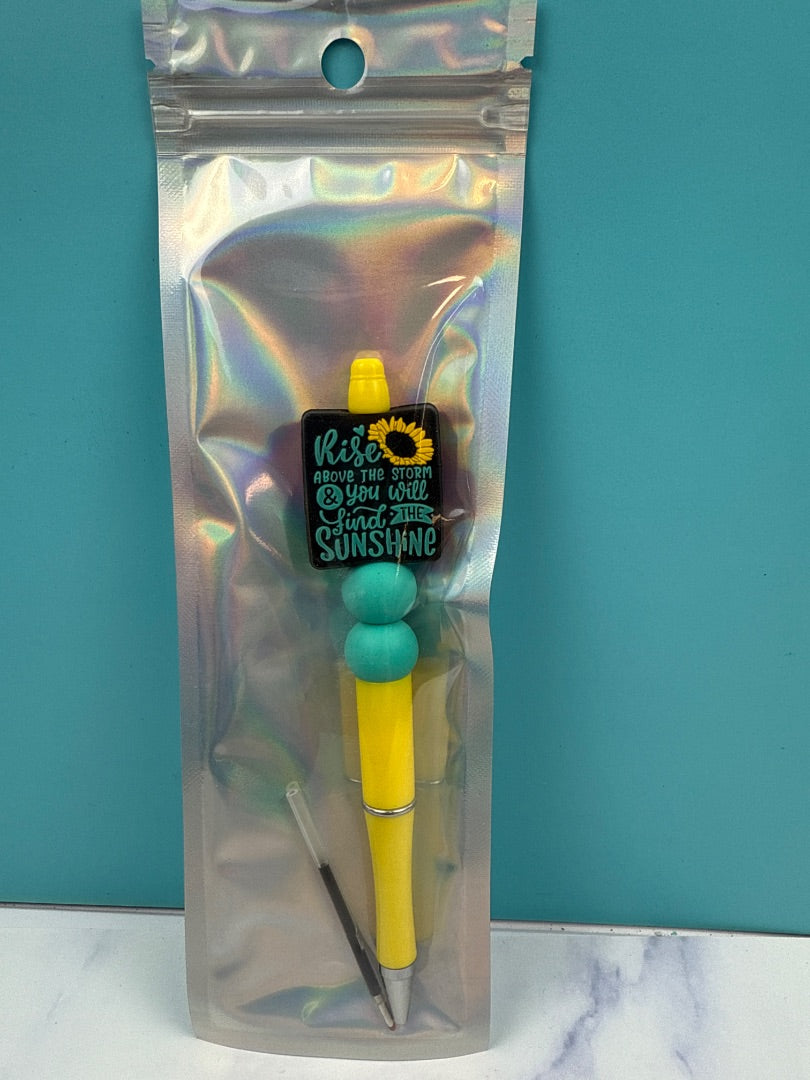 Rise
ABOVE THE STORM
& You Will
find THE
SUNSHINE